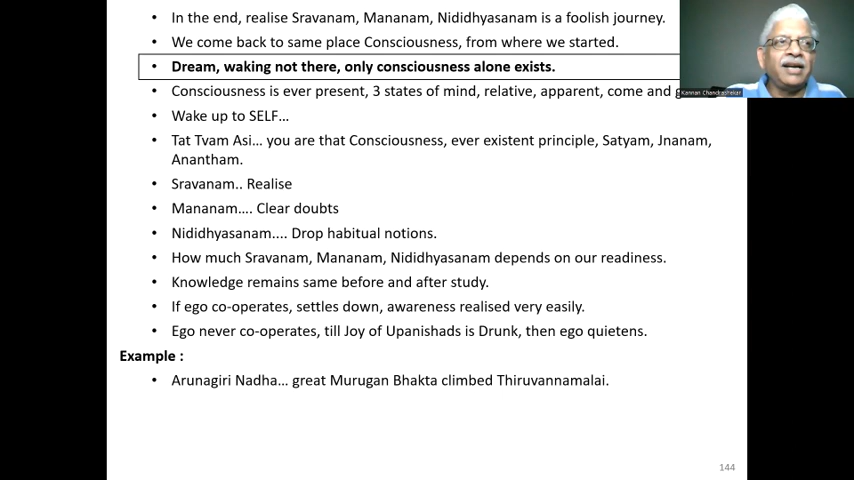 • In the end, realise Sravanam, Mananam, Nididhyasanam is a foolish journey.
• We come back to same place Consciousness, from where we started.
• Dream, waking not there, only consciousness alone exists.
• Consciousness is ever present, 3 states of mind, relative, apparent, come and
Kannan Chandrasekar
• Wake up to SELF…
• Tat Tvam Asi… you are that Consciousness, ever existent principle, Satyam, Jnanam,
Anantham.
• Sravanam.. Realise
• Mananam…. Clear doubts
• Nididhyasanam.... Drop habitual notions.
• How much Sravanam, Mananam, Nididhyasanam depends on our readiness.
• Knowledge remains same before and after study.
• If ego co-operates, settles down, awareness realised very easily.
• Ego never co-operates, till Joy of Upanishads is Drunk, then ego quietens.
Example :
• Arunagiri Nadha… great Murugan Bhakta climbed Thiruvannamalai.
144